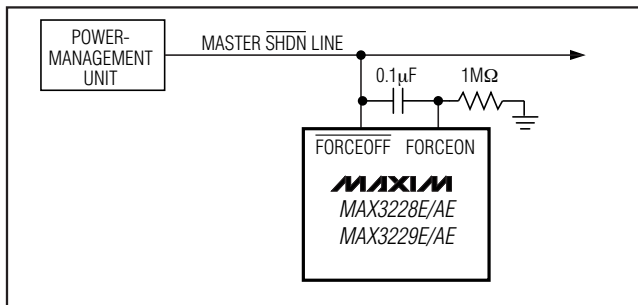 POWER-
MANAGEMENT
UNIT
MASTER SHDN LINE
0.1μF
1MΩ
FORCEOFF FORCEON
MAXIM
MAX3228E/AE
MAX3229E/AE